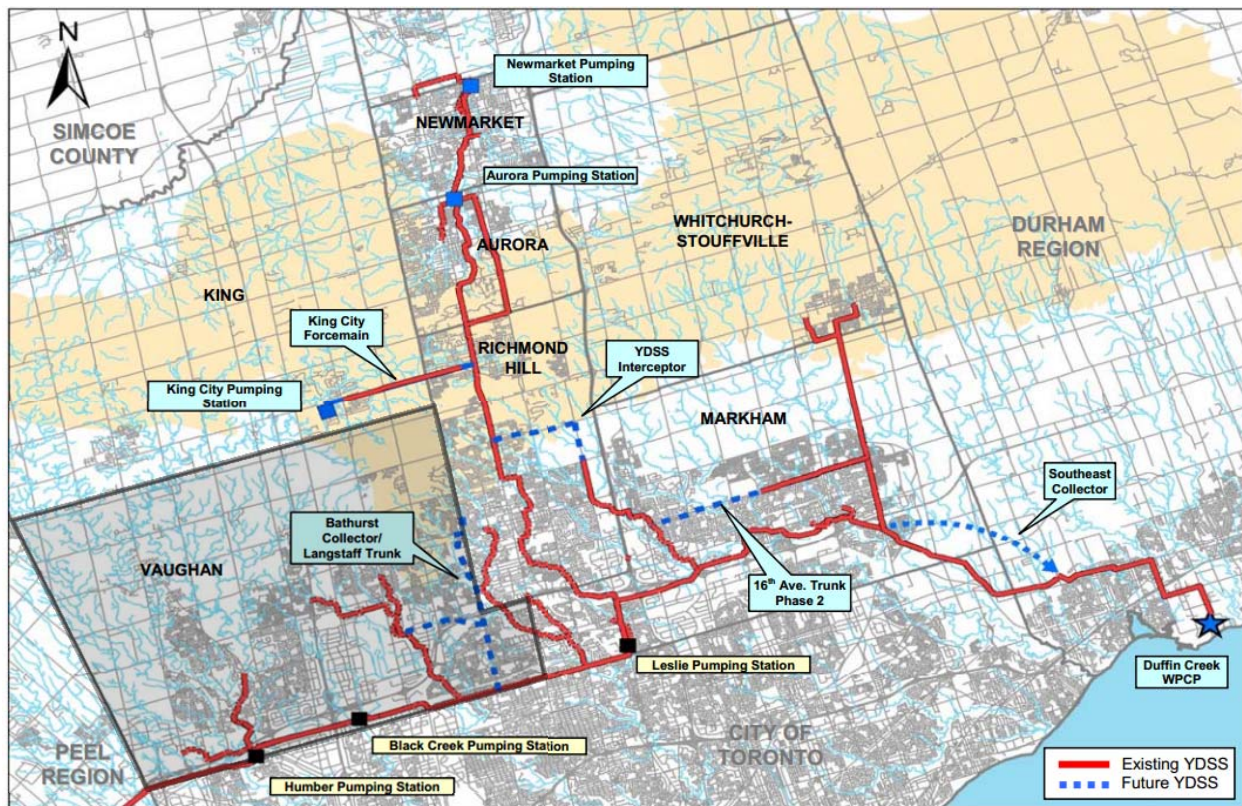 N
Newmarket Pumping
Station
NEWMARKET
SIMCOE
COUNTY
Aurora Pumping Station
WHITCHURCH-
STOUFFVILLE
DURHAM
REGION
AURORA
KING
King City
Forcemain
RICHMOND
HILL
YDSS
Interceptor
King City Pumping
Station
MARKHAM
Southeast
Collector
Bathurst
Collector/
Langstaff Trunk
VAUGHAN
16th Ave. Trunk
Phase 2
Leslie Pumping Station
Duffin Creek
WPCP
PEEL
REGION
Black Creek Pumping Station
CITY OF
TORONTO
Humber Pumping Station
Existing YDSS
Future YDSS